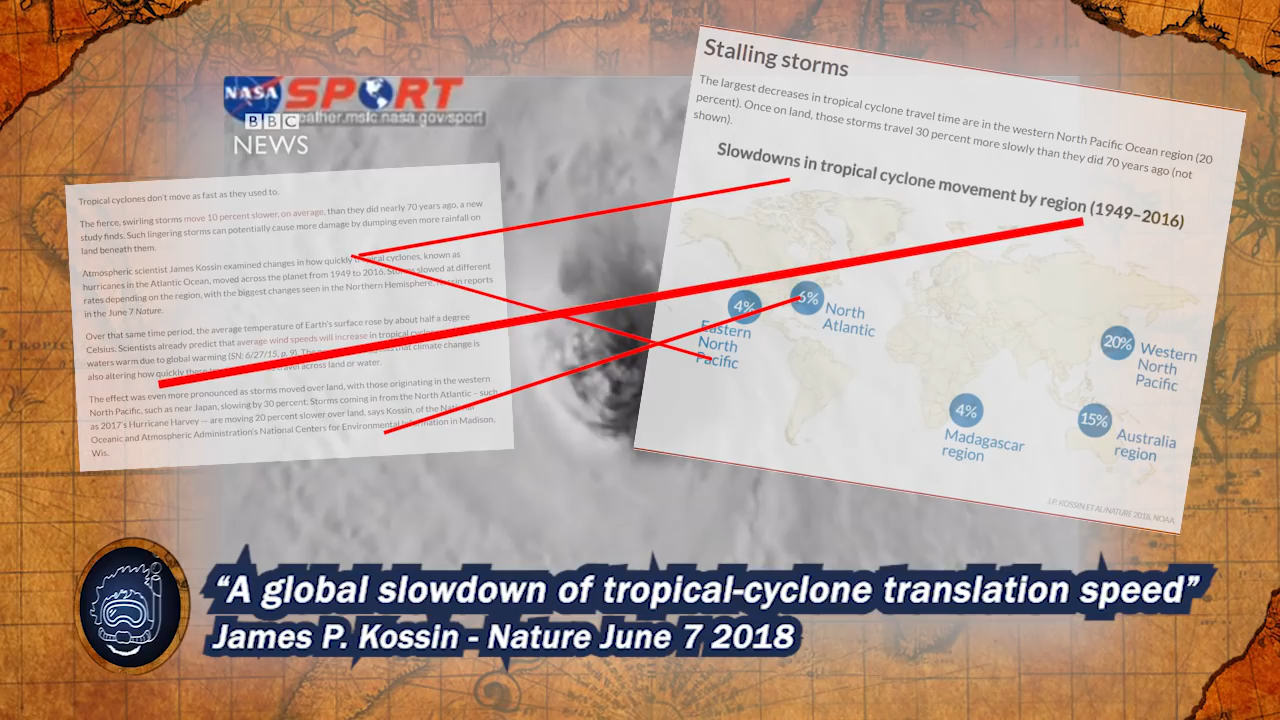 NASA
SPORT
BBC
eather.msfc.nasa.gov/sport
NEWS
Tropical cyclones don't move as fast as they used to.
The fierce, swirling storms move 10 percent slower, on average, than they did nearly 70 years ago, a new
study finds. Such lingering storms can potentially cause more damage by dumping even more rainfall on
land beneath them.
Atmospheric scientist James Kossin examined changes in how quickly tropical cyclones, known as
hurricanes in the Atlantic Ocean, moved across the planet from 1949 to 2016. Storms slowed at different
rates depending on the region, with the biggest changes seen in the Northern Hemisphere, Kossin reports
in the June 7 Nature.
Over that same time period, the average temperature of Earth's surface rose by about half a degree
Celsius. Scientists already predict that average wind speeds will increase in tropical
waters warm due to global warming (SN: 6/27/15, p. 9). The that climate change is
also altering how quickly these travel across land or water.
The effect was even more pronounced as storms moved over land, with those originating in the western
North Pacific, such as near Japan, slowing by 30 percent. Storms coming in from the North Atlantic – such
as 2017's Hurricane Harvey — are moving 20 percent slower over land, says Kossin, of the National
Oceanic and Atmospheric Administration's National Centers for Environmental Information in Madison,
Wis.
Stalling storms
The largest decreases in tropical cyclone travel time are in the western North Pacific Ocean region (20
percent). Once on land, those storms travel 30 percent more slowly than they did 70 years ago (not
shown).
Slowdowns in tropical cyclone movement by region (1949–2016)
4%
Eastern
North
Pacific
6%
North
Atlantic
20%
Western
North
Pacific
4%
Madagascar
region
15%
Australia
region
J.P. KOSSIN ET AL/NATURE 2018, NOAA
TROPIC
“A global slowdown of tropical-cyclone translation speed”
James P. Kossin - Nature June 7 2018